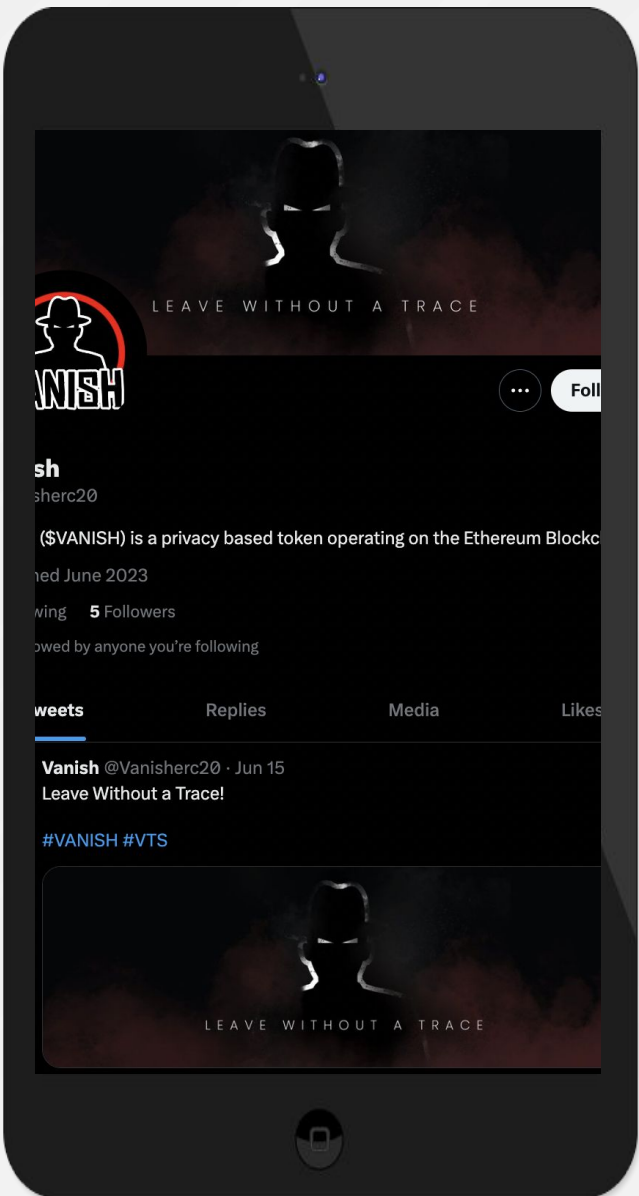 LEAVE WITHOUT A TRACE
ANISH
Foll
sh
sherc20
($VANISH) is a privacy based token operating on the Ethereum Blockc
ned June 2023
wing 5 Followers
owed by anyone you're following
weets Replies Media Likes
Vanish @Vanisherc20 · Jun 15
Leave Without a Trace!
#VANISH #VTS
LEAVE WITHOUT A TRACE